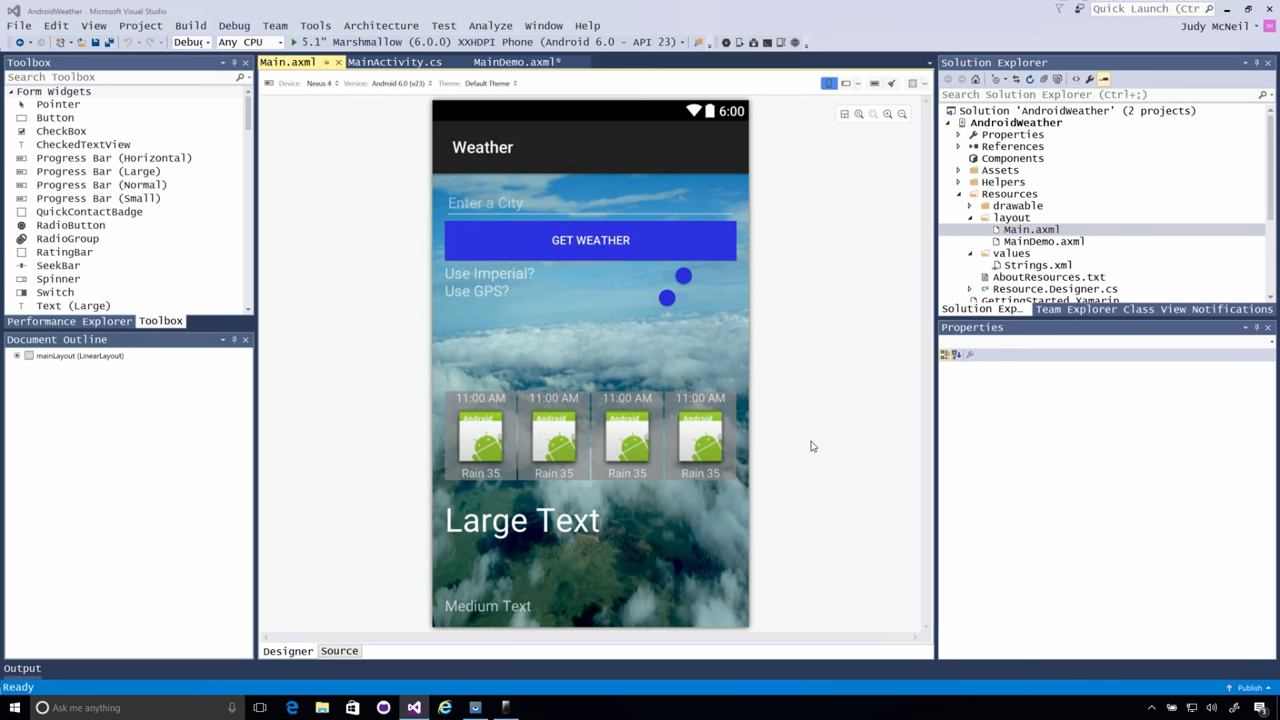 AndroidWeather - Microsoft Visual Studio
Quick Launch (Ctr
File Edit View Project Build Debug Team Tools Architecture Test Analyze Window Help
Judy McNeil
JM
Debug Any CPU 5.1" Marshmallow (6.0.0) XXHDPI Phone (Android 6.0 - API 23)
Toolbox
Search Toolbox
Form Widgets
Pointer
Button
CheckBox
CheckedTextView
Progress Bar (Horizontal)
Progress Bar (Large)
Progress Bar (Normal)
Progress Bar (Small)
QuickContactBadge
RadioButton
RadioGroup
RatingBar
SeekBar
Spinner
Switch
Text (Large)
Performance Explorer Toolbox
Document Outline
mainLayout (LinearLayout)
Main.axml MainActivity.cs MainDemo.axml*
Device: Nexus 4 Version: Android 6.0 (v23) Theme: Default Theme
6:00
Weather
Enter a City
GET WEATHER
Use Imperial?
Use GPS?
11:00 AM 11:00 AM 11:00 AM 11:00 AM
Android Android Android Android
Rain 35 Rain 35 Rain 35 Rain 35
Large Text
Medium Text
Designer Source
Solution Explorer
Search Solution Explorer (Ctrl+;)
Solution 'AndroidWeather' (2 projects)
AndroidWeather
Properties
References
Components
Assets
Helpers
Resources
drawable
layout
Main.axml
MainDemo.axml
values
Strings.xml
AboutResources.txt
Resource.Designer.cs
GettingStarted.Xamarin
Solution Exp... Team Explorer Class View Notifications
Properties
Output
Ready
Publish
Ask me anything
3